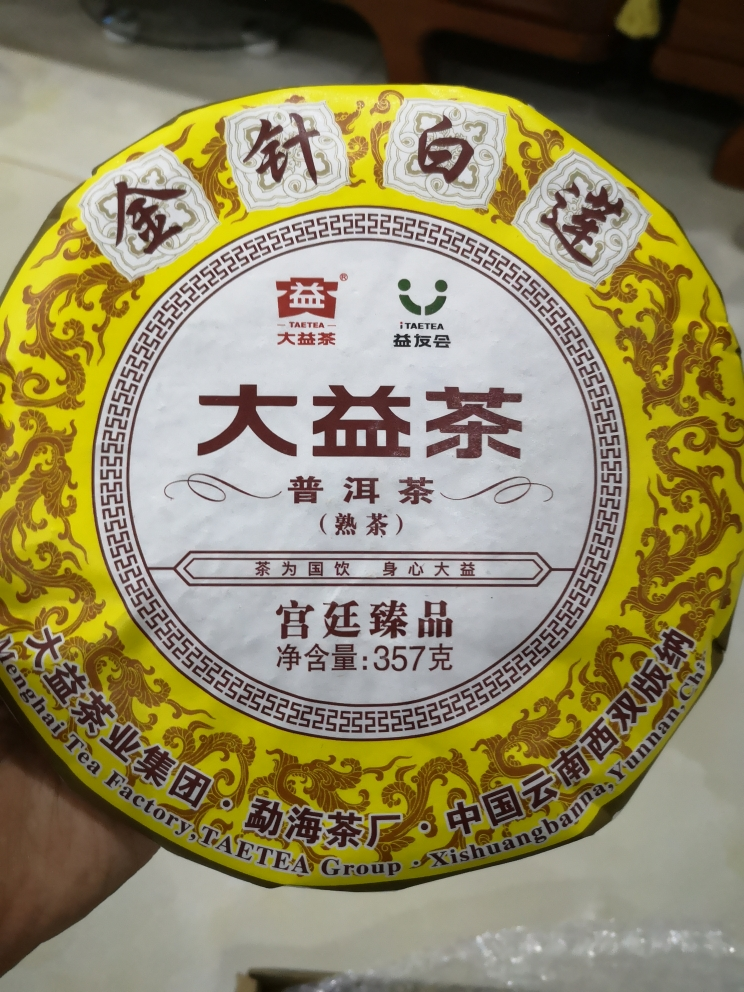 金针白莲
益®
TAETEA
大益茶
iTAETEA
益友会
大益茶
普洱茶
（熟茶）
茶为国饮 身心大益
宫廷臻品
净含量:357克
大益茶业集团·勐海茶厂·中国云南西双版纳
Menghai Tea Factory,TAETEA Group·Xishuangbanna,Yunnan,China